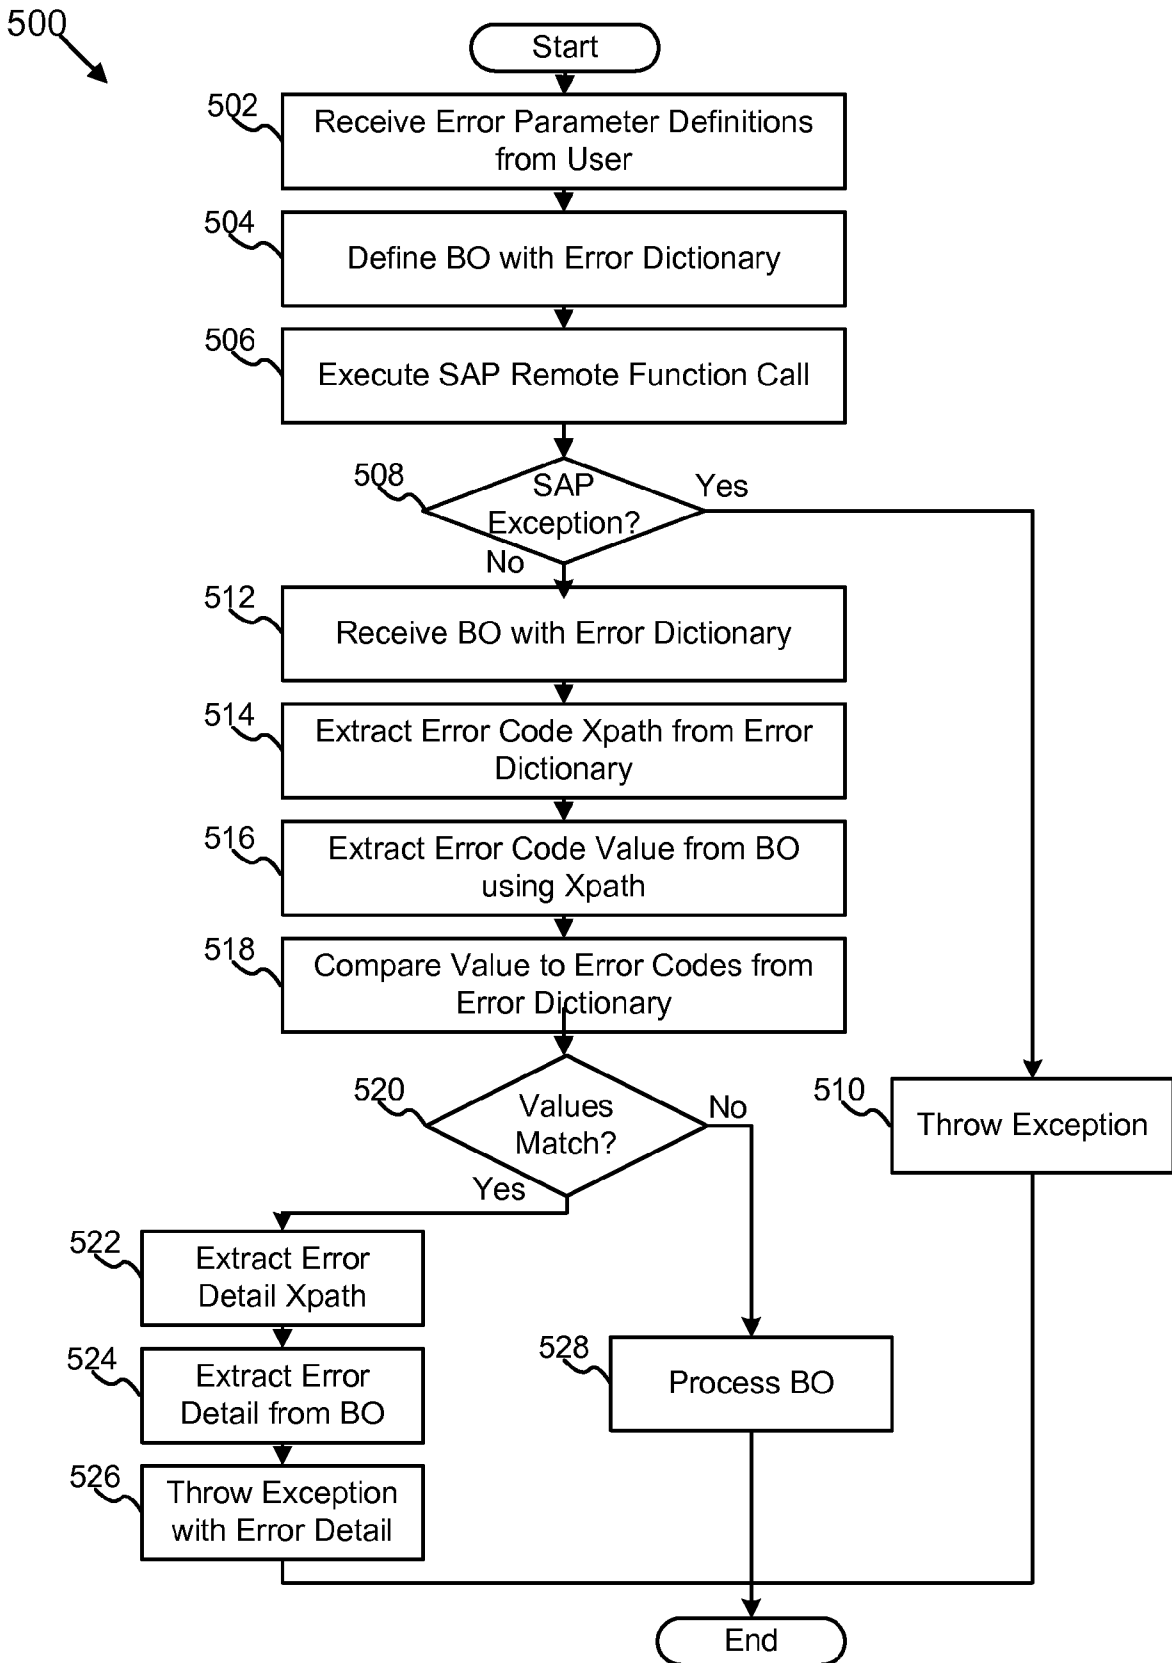 500
Start
502
Receive Error Parameter Definitions
from User
504
Define BO with Error Dictionary
506
Execute SAP Remote Function Call
508
SAP
Exception?
Yes
No
512
Receive BO with Error Dictionary
514
Extract Error Code Xpath from Error
Dictionary
516
Extract Error Code Value from BO
using Xpath
518
Compare Value to Error Codes from
Error Dictionary
520
Values
Match?
No
Yes
510
Throw Exception
522
Extract Error
Detail Xpath
524
Extract Error
Detail from BO
526
Throw Exception
with Error Detail
528
Process BO
End